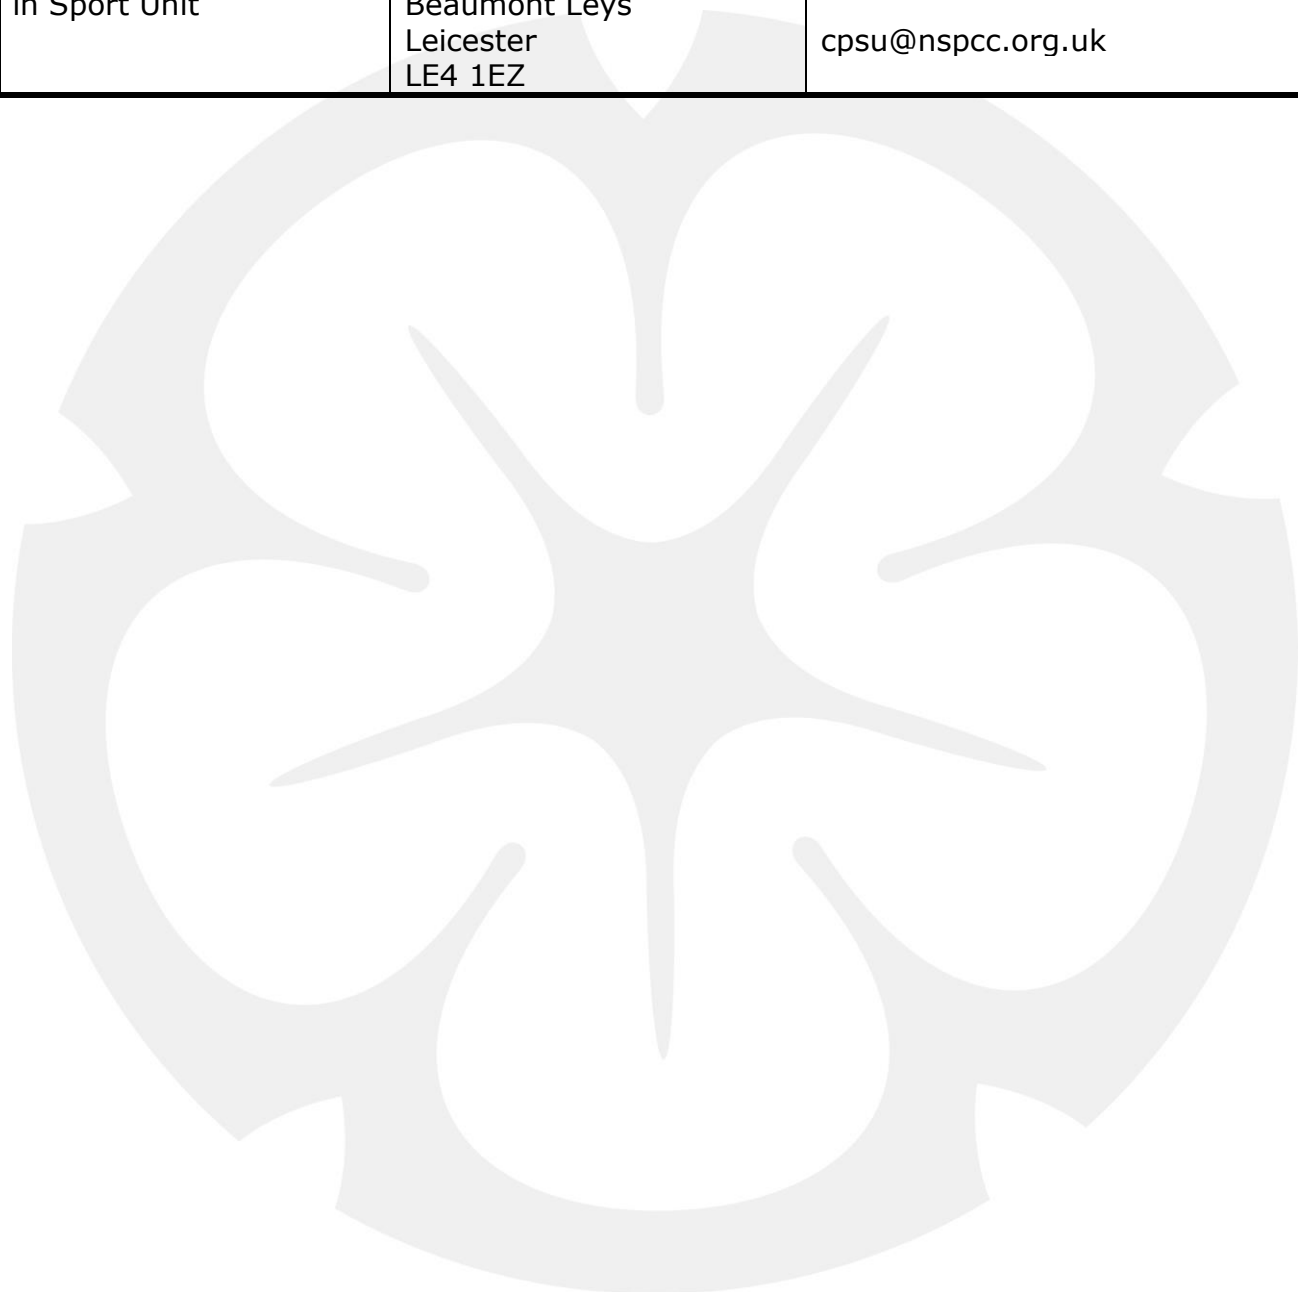 in Sport Unit
Beaumont Leys
Leicester
LE4 1EZ
cpsu@nspcc.org.uk